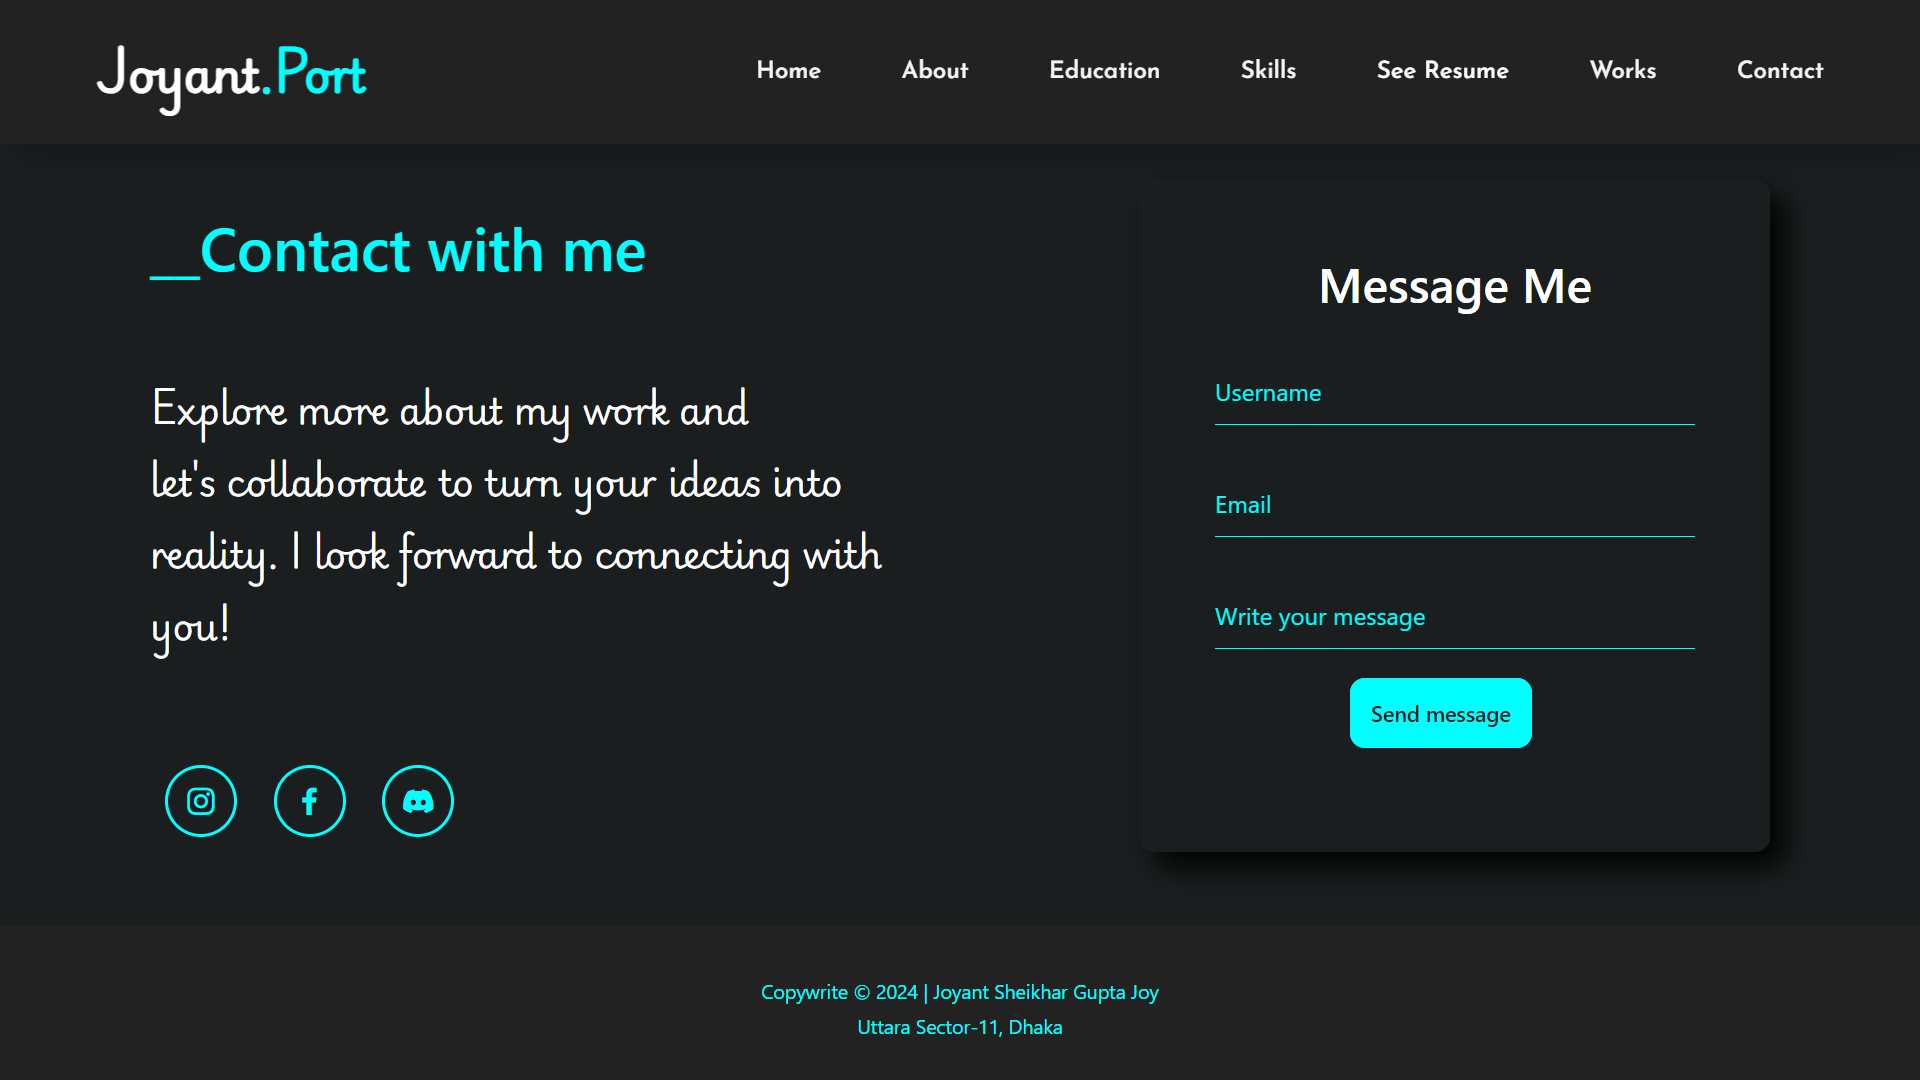 Joyant.Port
Home About Education Skills See Resume Works Contact
__Contact with me
Explore more about my work and
let's collaborate to turn your ideas into
reality. I look forward to connecting with
you!
Message Me
Username
Email
Write your message
Send message
Copywrite © 2024 | Joyant Sheikhar Gupta Joy
Uttara Sector-11, Dhaka